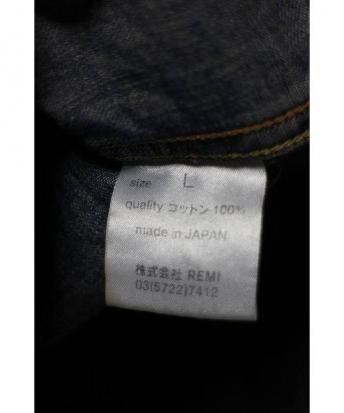 size L
quality コットン 100%
made in JAPAN
株式会社 REMI
03(5722)7412